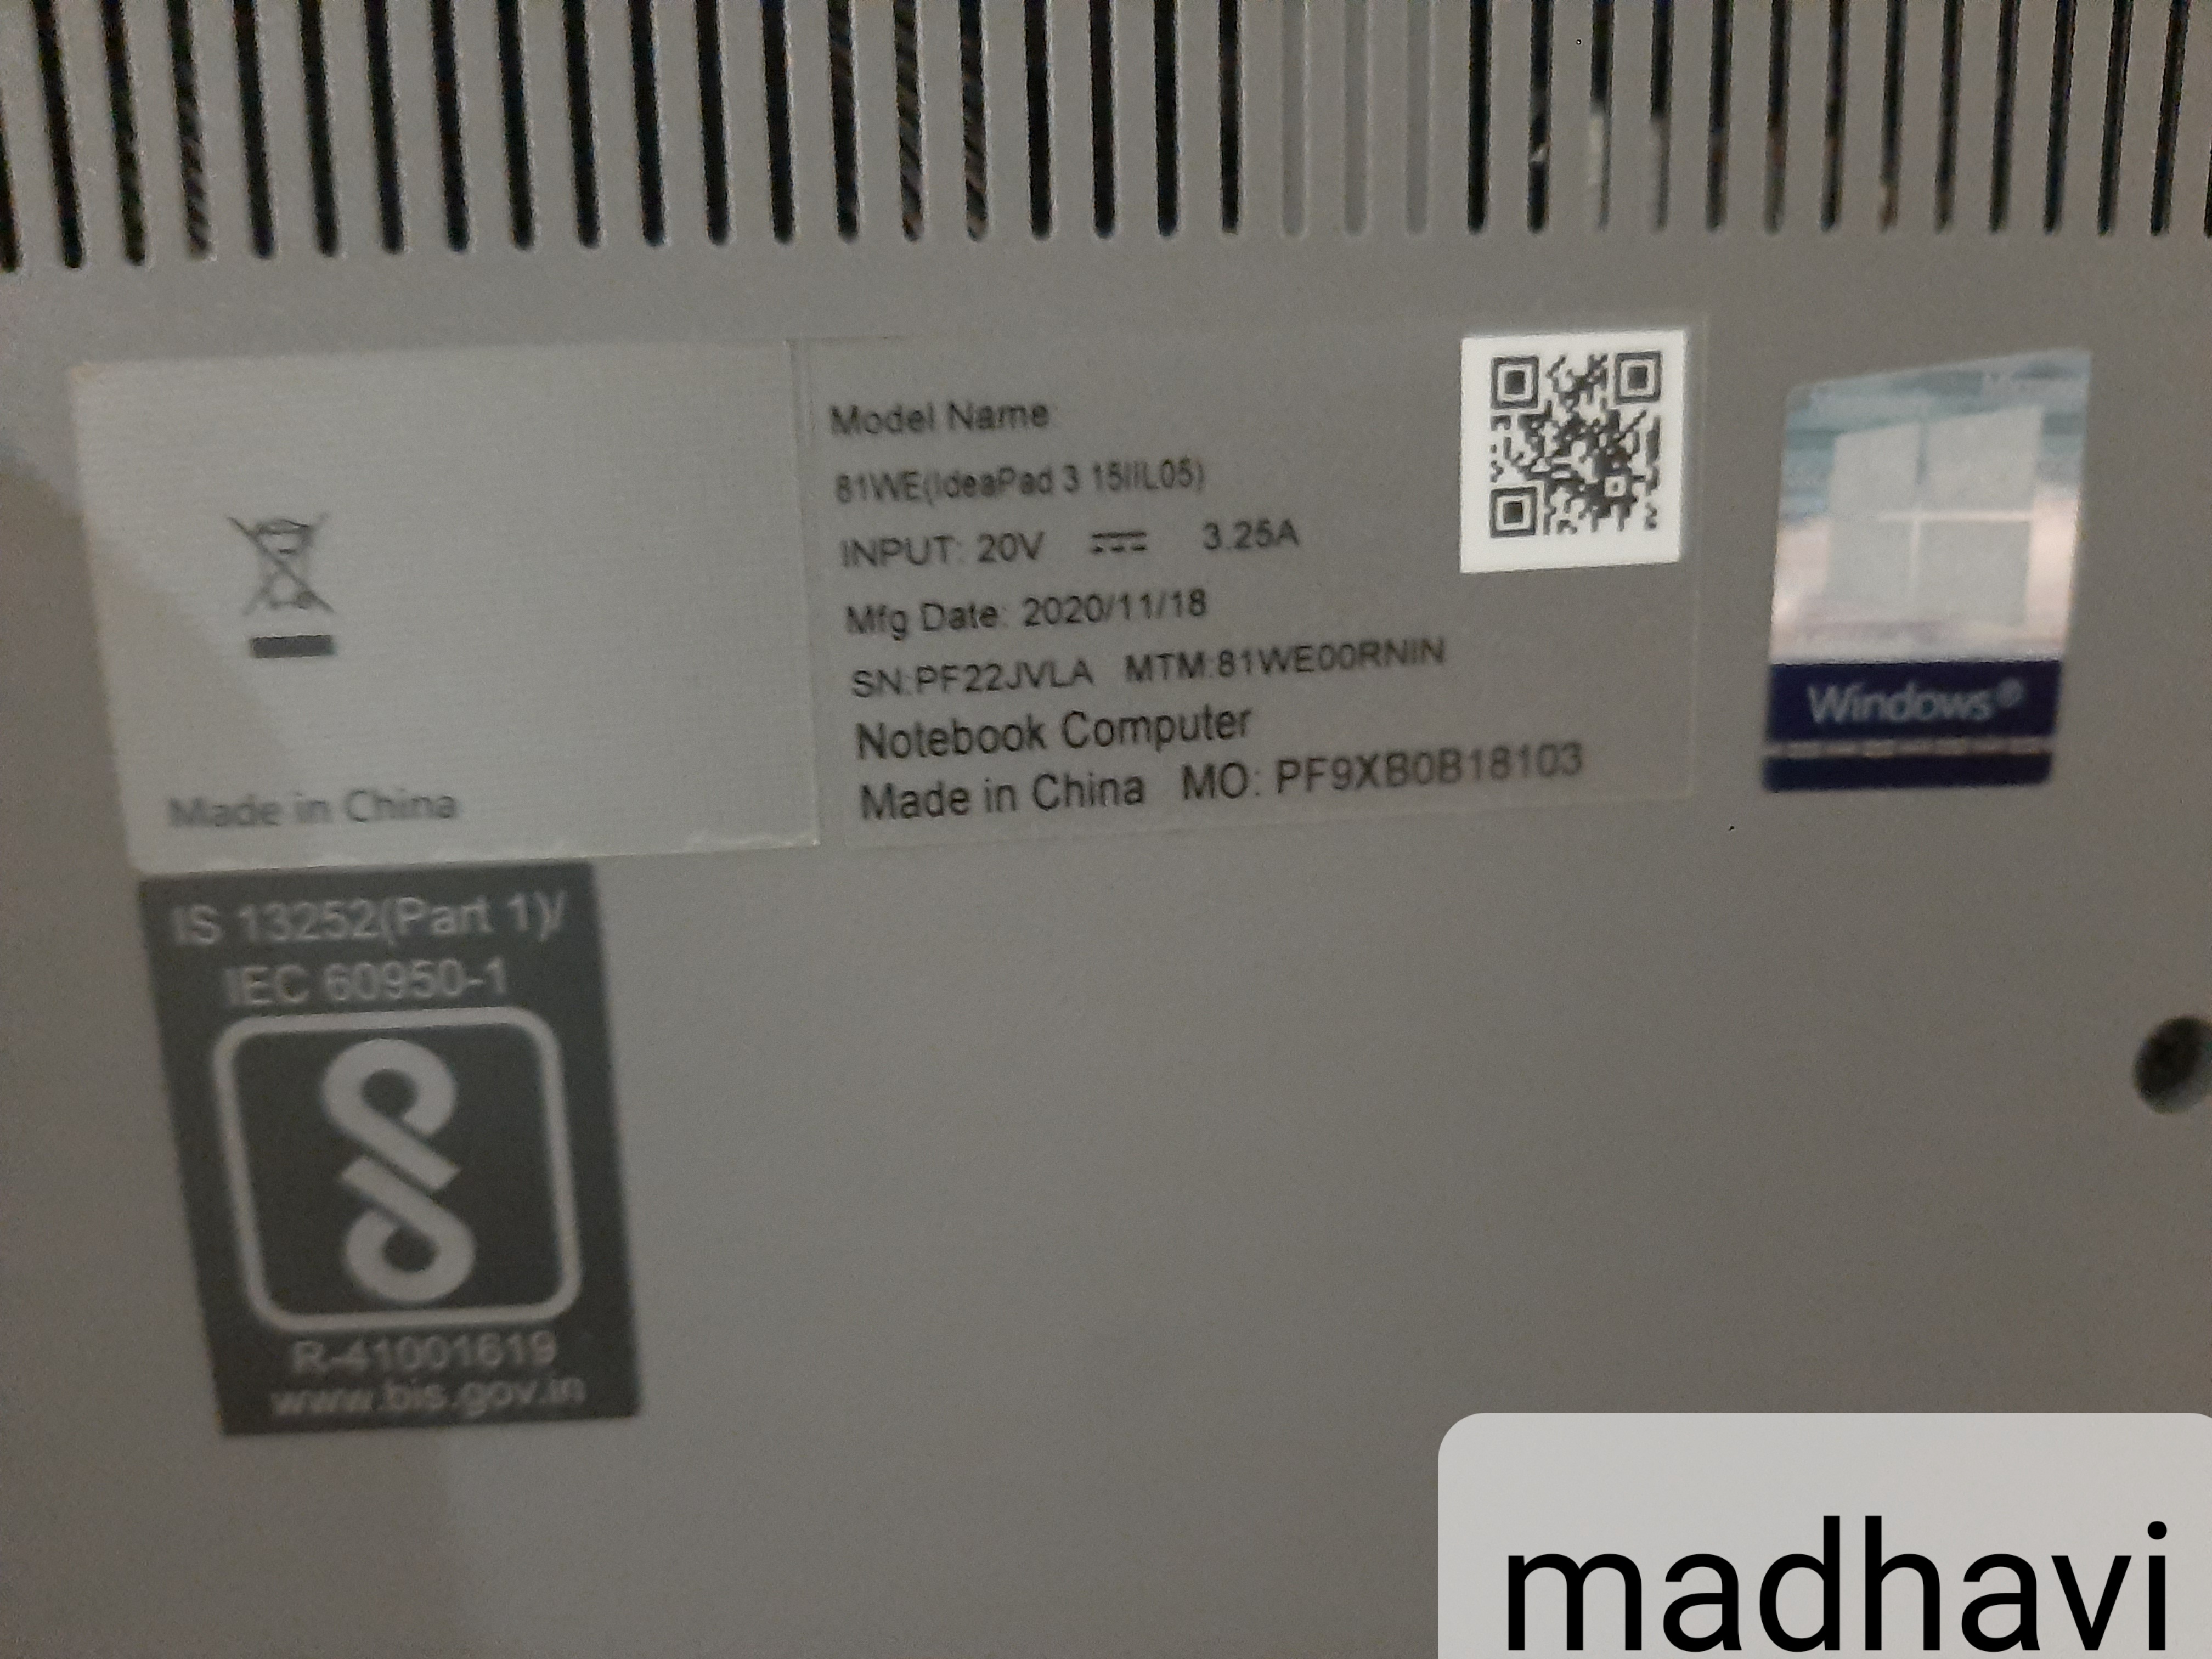 Model Name:
81WE(IdeaPad 3 15IIL05)
INPUT: 20V ⎓ 3.25A
Mfg Date: 2020/11/18
SN:PF22JVLA MTM:81WE00RNIN
Notebook Computer
Made in China MO: PF9XB0B18103
Made in China
Windows®
IS 13252(Part 1)/
IEC 60950-1
R-41001619
www.bis.gov.in
madhavi